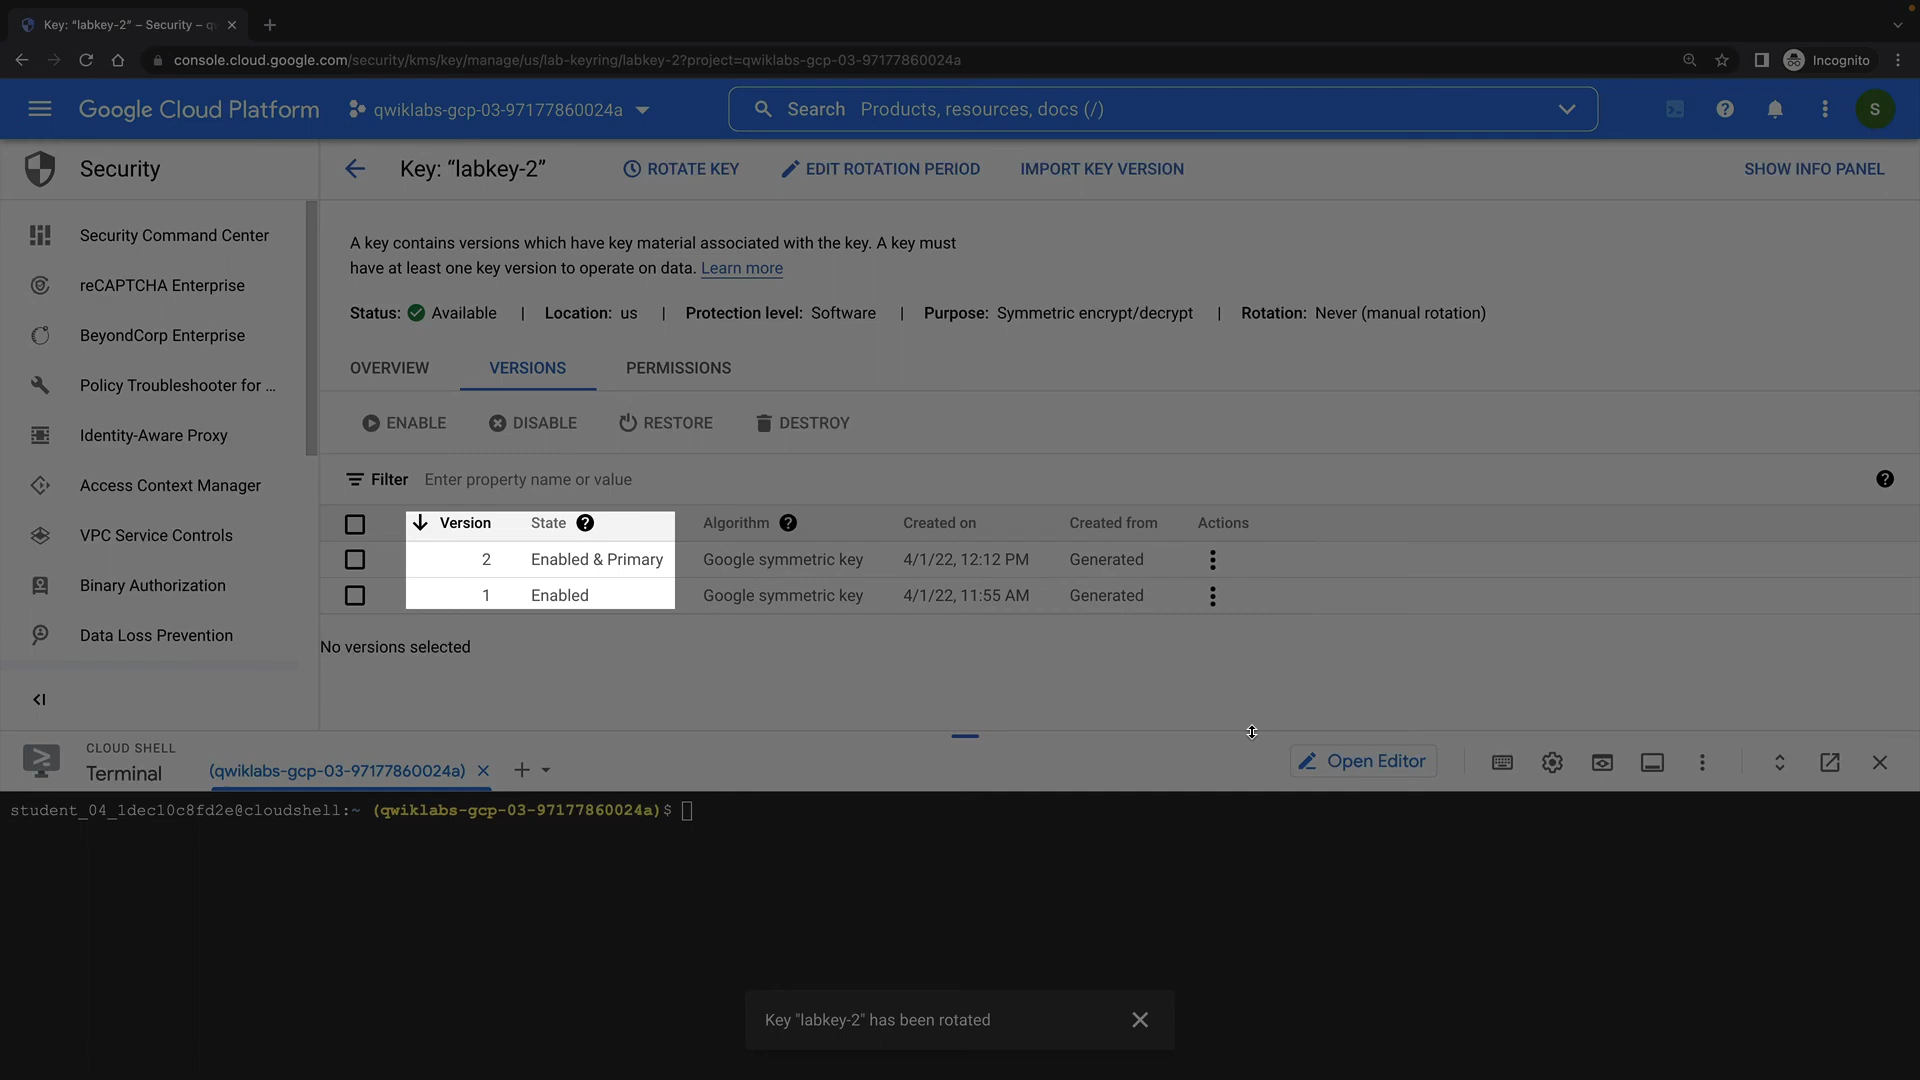 Key: “labkey-2” – Security – q
console.cloud.google.com/security/kms/key/manage/us/lab-keyring/labkey-2?project=qwiklabs-gcp-03-97177860024a
Incognito
Google Cloud Platform
qwiklabs-gcp-03-97177860024a
Search Products, resources, docs (/)
S
Security
Key: “labkey-2”
ROTATE KEY
EDIT ROTATION PERIOD
IMPORT KEY VERSION
SHOW INFO PANEL
Security Command Center
reCAPTCHA Enterprise
BeyondCorp Enterprise
Policy Troubleshooter for ...
Identity-Aware Proxy
Access Context Manager
VPC Service Controls
Binary Authorization
Data Loss Prevention
A key contains versions which have key material associated with the key. A key must
have at least one key version to operate on data. Learn more
Status: Available | Location: us | Protection level: Software | Purpose: Symmetric encrypt/decrypt | Rotation: Never (manual rotation)
OVERVIEW VERSIONS PERMISSIONS
ENABLE DISABLE RESTORE DESTROY
Filter Enter property name or value
Version State Algorithm Created on Created from Actions
2 Enabled & Primary Google symmetric key 4/1/22, 12:12 PM Generated
1 Enabled Google symmetric key 4/1/22, 11:55 AM Generated
No versions selected
CLOUD SHELL
Terminal
(qwiklabs-gcp-03-97177860024a)
Open Editor
student_04_1dec10c8fd2e@cloudshell:~ (qwiklabs-gcp-03-97177860024a)$
Key "labkey-2" has been rotated